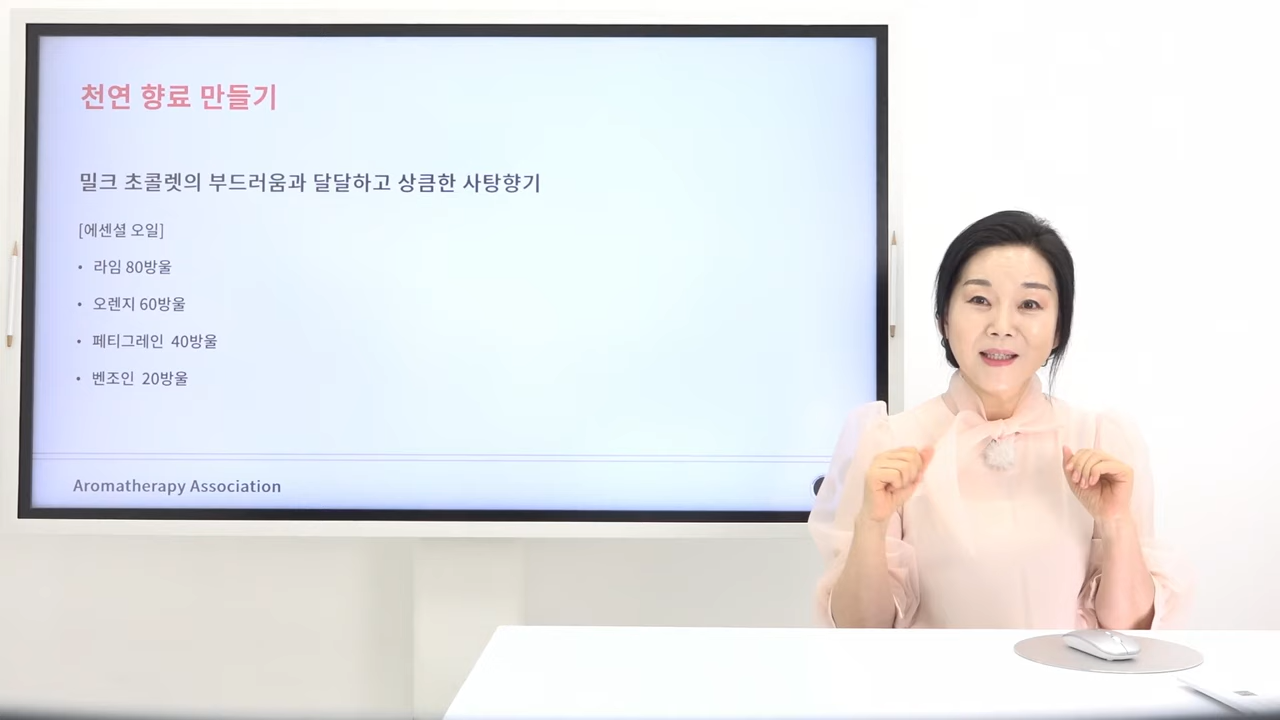 천연 향료 만들기
밀크 초콜렛의 부드러움과 달달하고 상큼한 사탕향기
[에센셜 오일]
• 라임 80방울
• 오렌지 60방울
• 페티그레인 40방울
• 벤조인 20방울
Aromatherapy Association